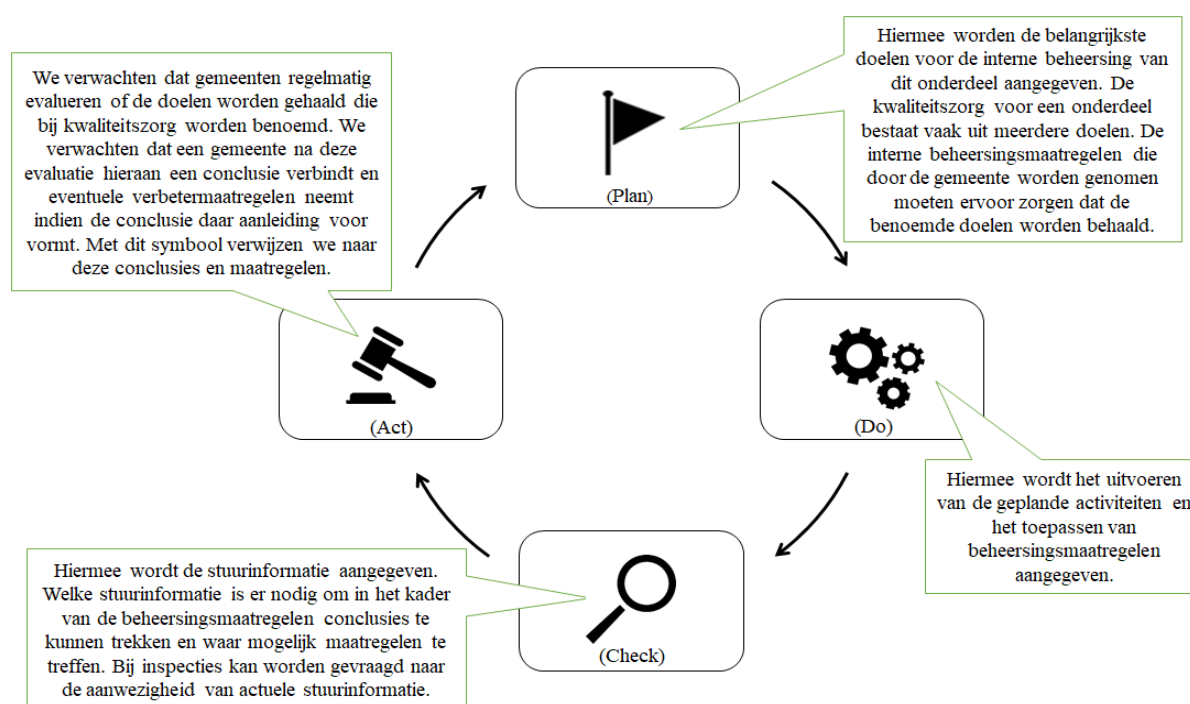 Hiermee worden de belangrijkste
doelen voor de interne beheersing van
dit onderdeel aangegeven. De
kwaliteitszorg voor een onderdeel
bestaat vaak uit meerdere doelen. De
interne beheersingsmaatregelen die
door de gemeente worden genomen
moeten ervoor zorgen dat de
benoemde doelen worden behaald.
We verwachten dat gemeenten regelmatig
evalueren of de doelen worden gehaald die
bij kwaliteitszorg worden benoemd. We
verwachten dat een gemeente na deze
evaluatie hieraan een conclusie verbindt en
eventuele verbetermaatregelen neemt
indien de conclusie daar aanleiding voor
vormt. Met dit symbool verwijzen we naar
deze conclusies en maatregelen.
(Plan)
(Act)
(Do)
Hiermee wordt het uitvoeren
van de geplande activiteiten en
het toepassen van
beheersingsmaatregelen
aangegeven.
Hiermee wordt de stuurinformatie aangegeven.
Welke stuurinformatie is er nodig om in het kader
van de beheersingsmaatregelen conclusies te
kunnen trekken en waar mogelijk maatregelen te
treffen. Bij inspecties kan worden gevraagd naar
de aanwezigheid van actuele stuurinformatie.
(Check)